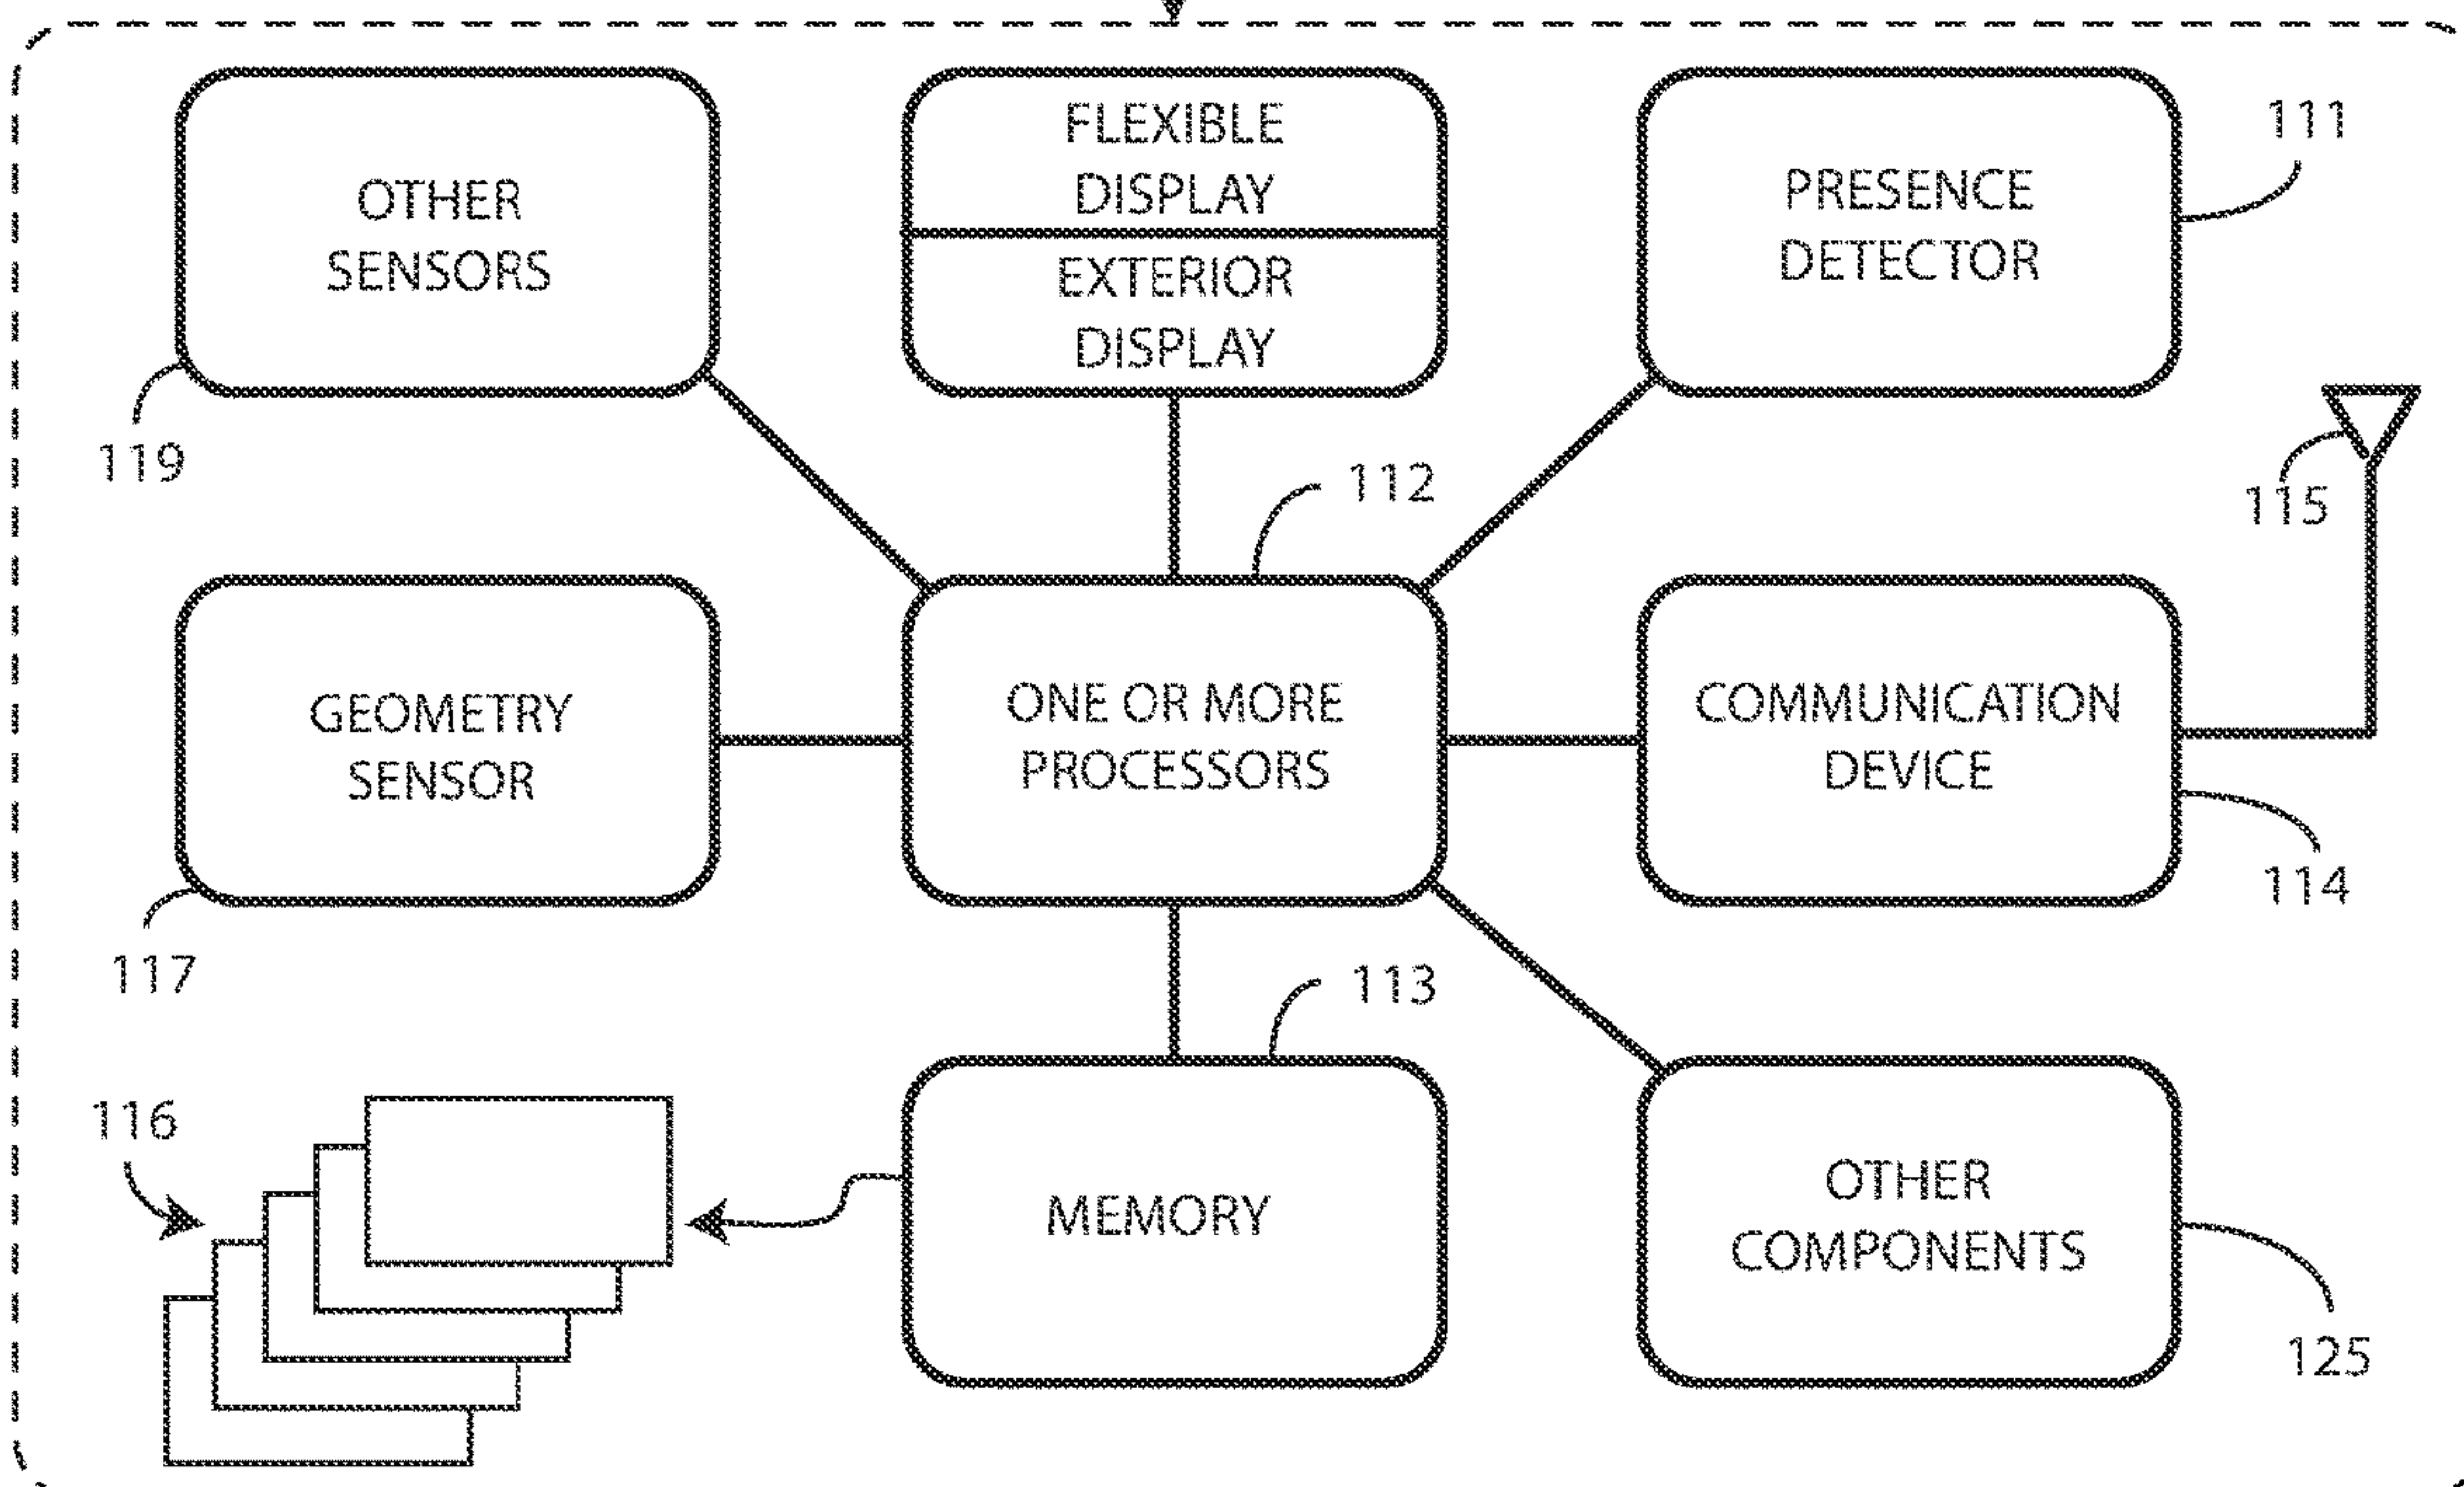 OTHER
SENSORS
119
FLEXIBLE
DISPLAY
EXTERIOR
DISPLAY
PRESENCE
DETECTOR
111
115
112
GEOMETRY
SENSOR
117
ONE OR MORE
PROCESSORS
COMMUNICATION
DEVICE
114
113
116
MEMORY
OTHER
COMPONENTS
125